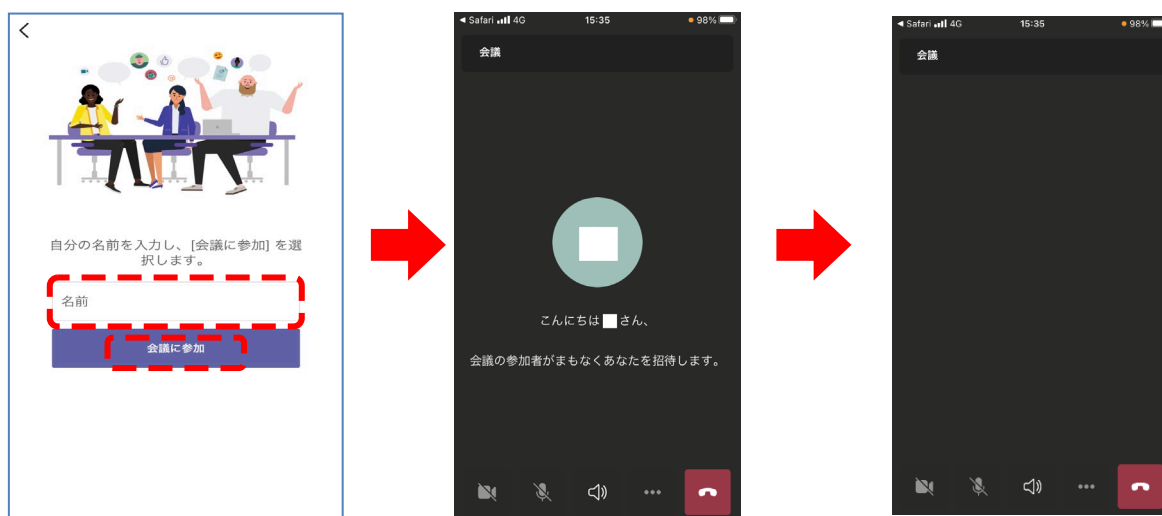 自分の名前を入力し、[会議に参加] を選
択します。
名前
会議に参加
Safari 4G 15:35 98%
会議
こんにちは さん、
会議の参加者がまもなくあなたを招待します。
Safari 4G 15:35 98%
会議